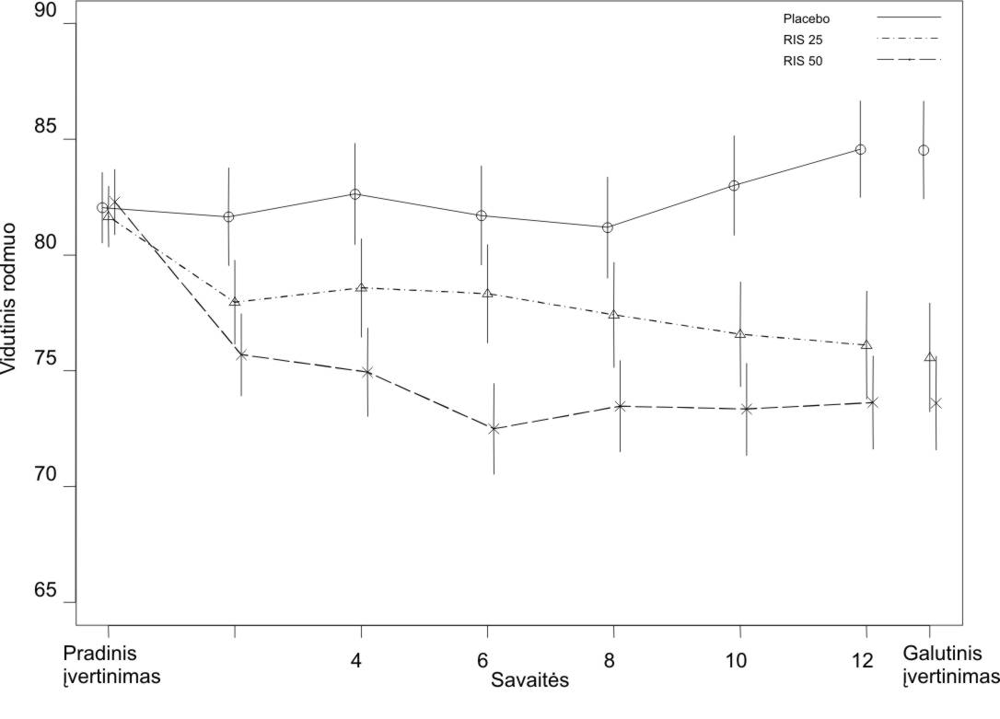 90
Placebo
RIS 25
RIS 50
85
80
75
70
65
Vidutinis rodmuo
Pradinis
įvertinimas
4
6
8
10
12
Galutinis
įvertinimas
Savaitės